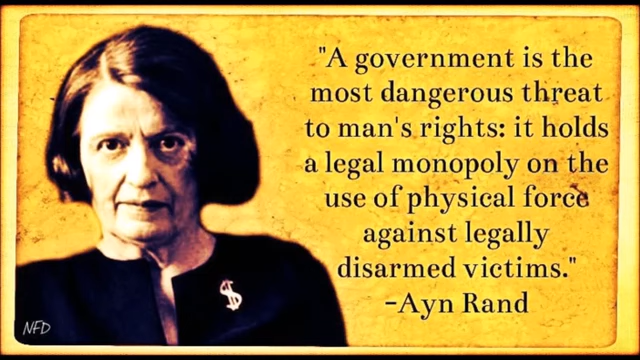 "A government is the
most dangerous threat
to man's rights: it holds
a legal monopoly on the
use of physical force
against legally
disarmed victims."
-Ayn Rand
NFD